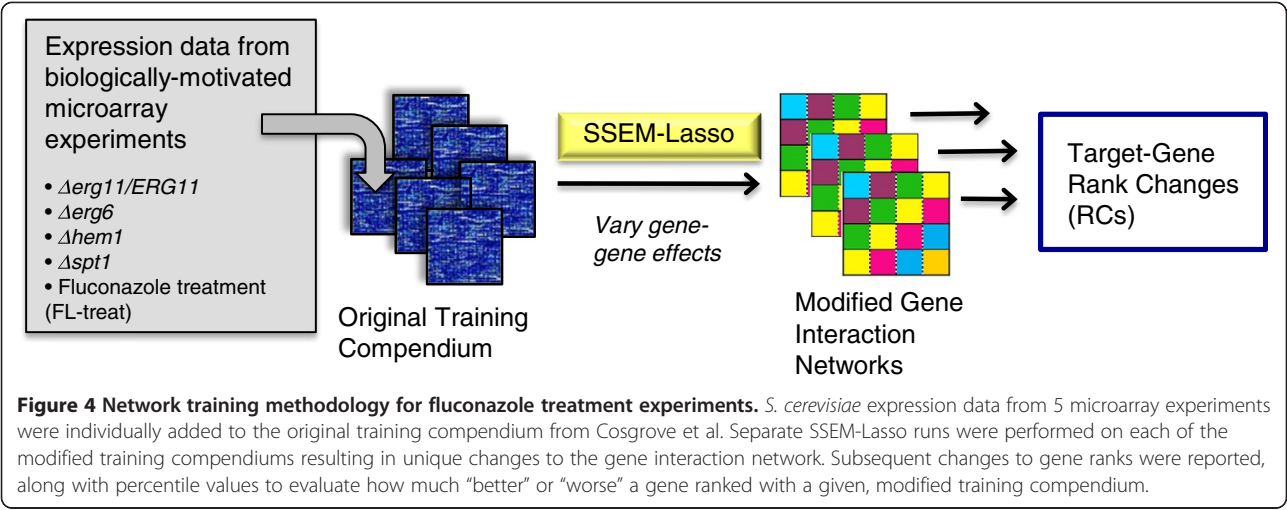 Expression data from
biologically-motivated
microarray
experiments
• Δerg11/ERG11
• Δerg6
• Δhem1
• Δspt1
• Fluconazole treatment
(FL-treat)
Original Training
Compendium
SSEM-Lasso
Vary gene-
gene effects
Modified Gene
Interaction
Networks
Target-Gene
Rank Changes
(RCs)
Figure 4 Network training methodology for fluconazole treatment experiments. S. cerevisiae expression data from 5 microarray experiments
were individually added to the original training compendium from Cosgrove et al. Separate SSEM-Lasso runs were performed on each of the
modified training compendiums resulting in unique changes to the gene interaction network. Subsequent changes to gene ranks were reported,
along with percentile values to evaluate how much “better” or “worse” a gene ranked with a given, modified training compendium.